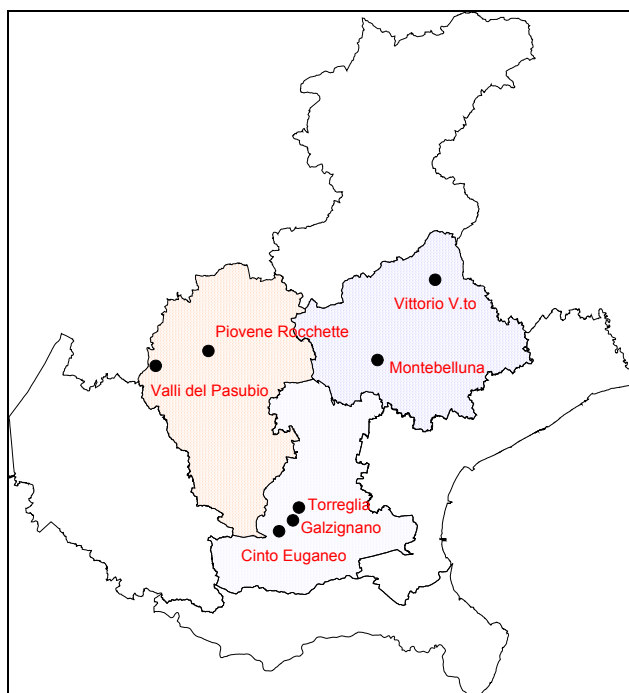 Vittorio V.to
Piovene Rocchette
Montebelluna
Valli del Pasubio
Torreglia
Galzignano
Cinto Euganeo